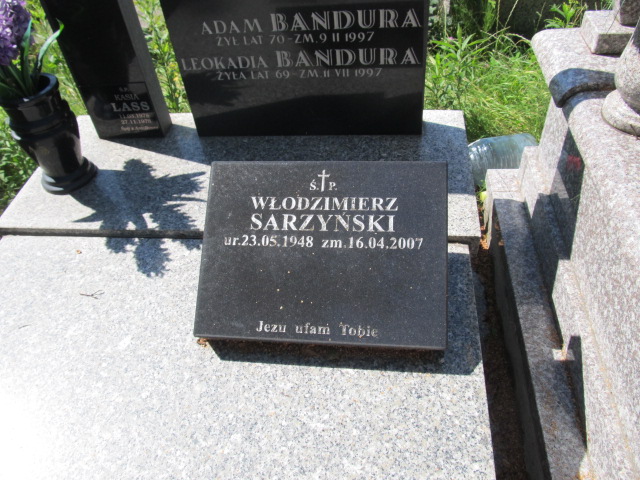 ADAM BANDURA
ŻYŁ LAT 70 - ZM. 9 II 1997
LEOKADIA BANDURA
ŻYŁA LAT 69 - ZM. 11 VII 1997
KASIA
LASS
Ś. P.
WŁODZIMIERZ
SARZYŃSKI
ur.23.05.1948 zm.16.04.2007
Jezu ufam Tobie